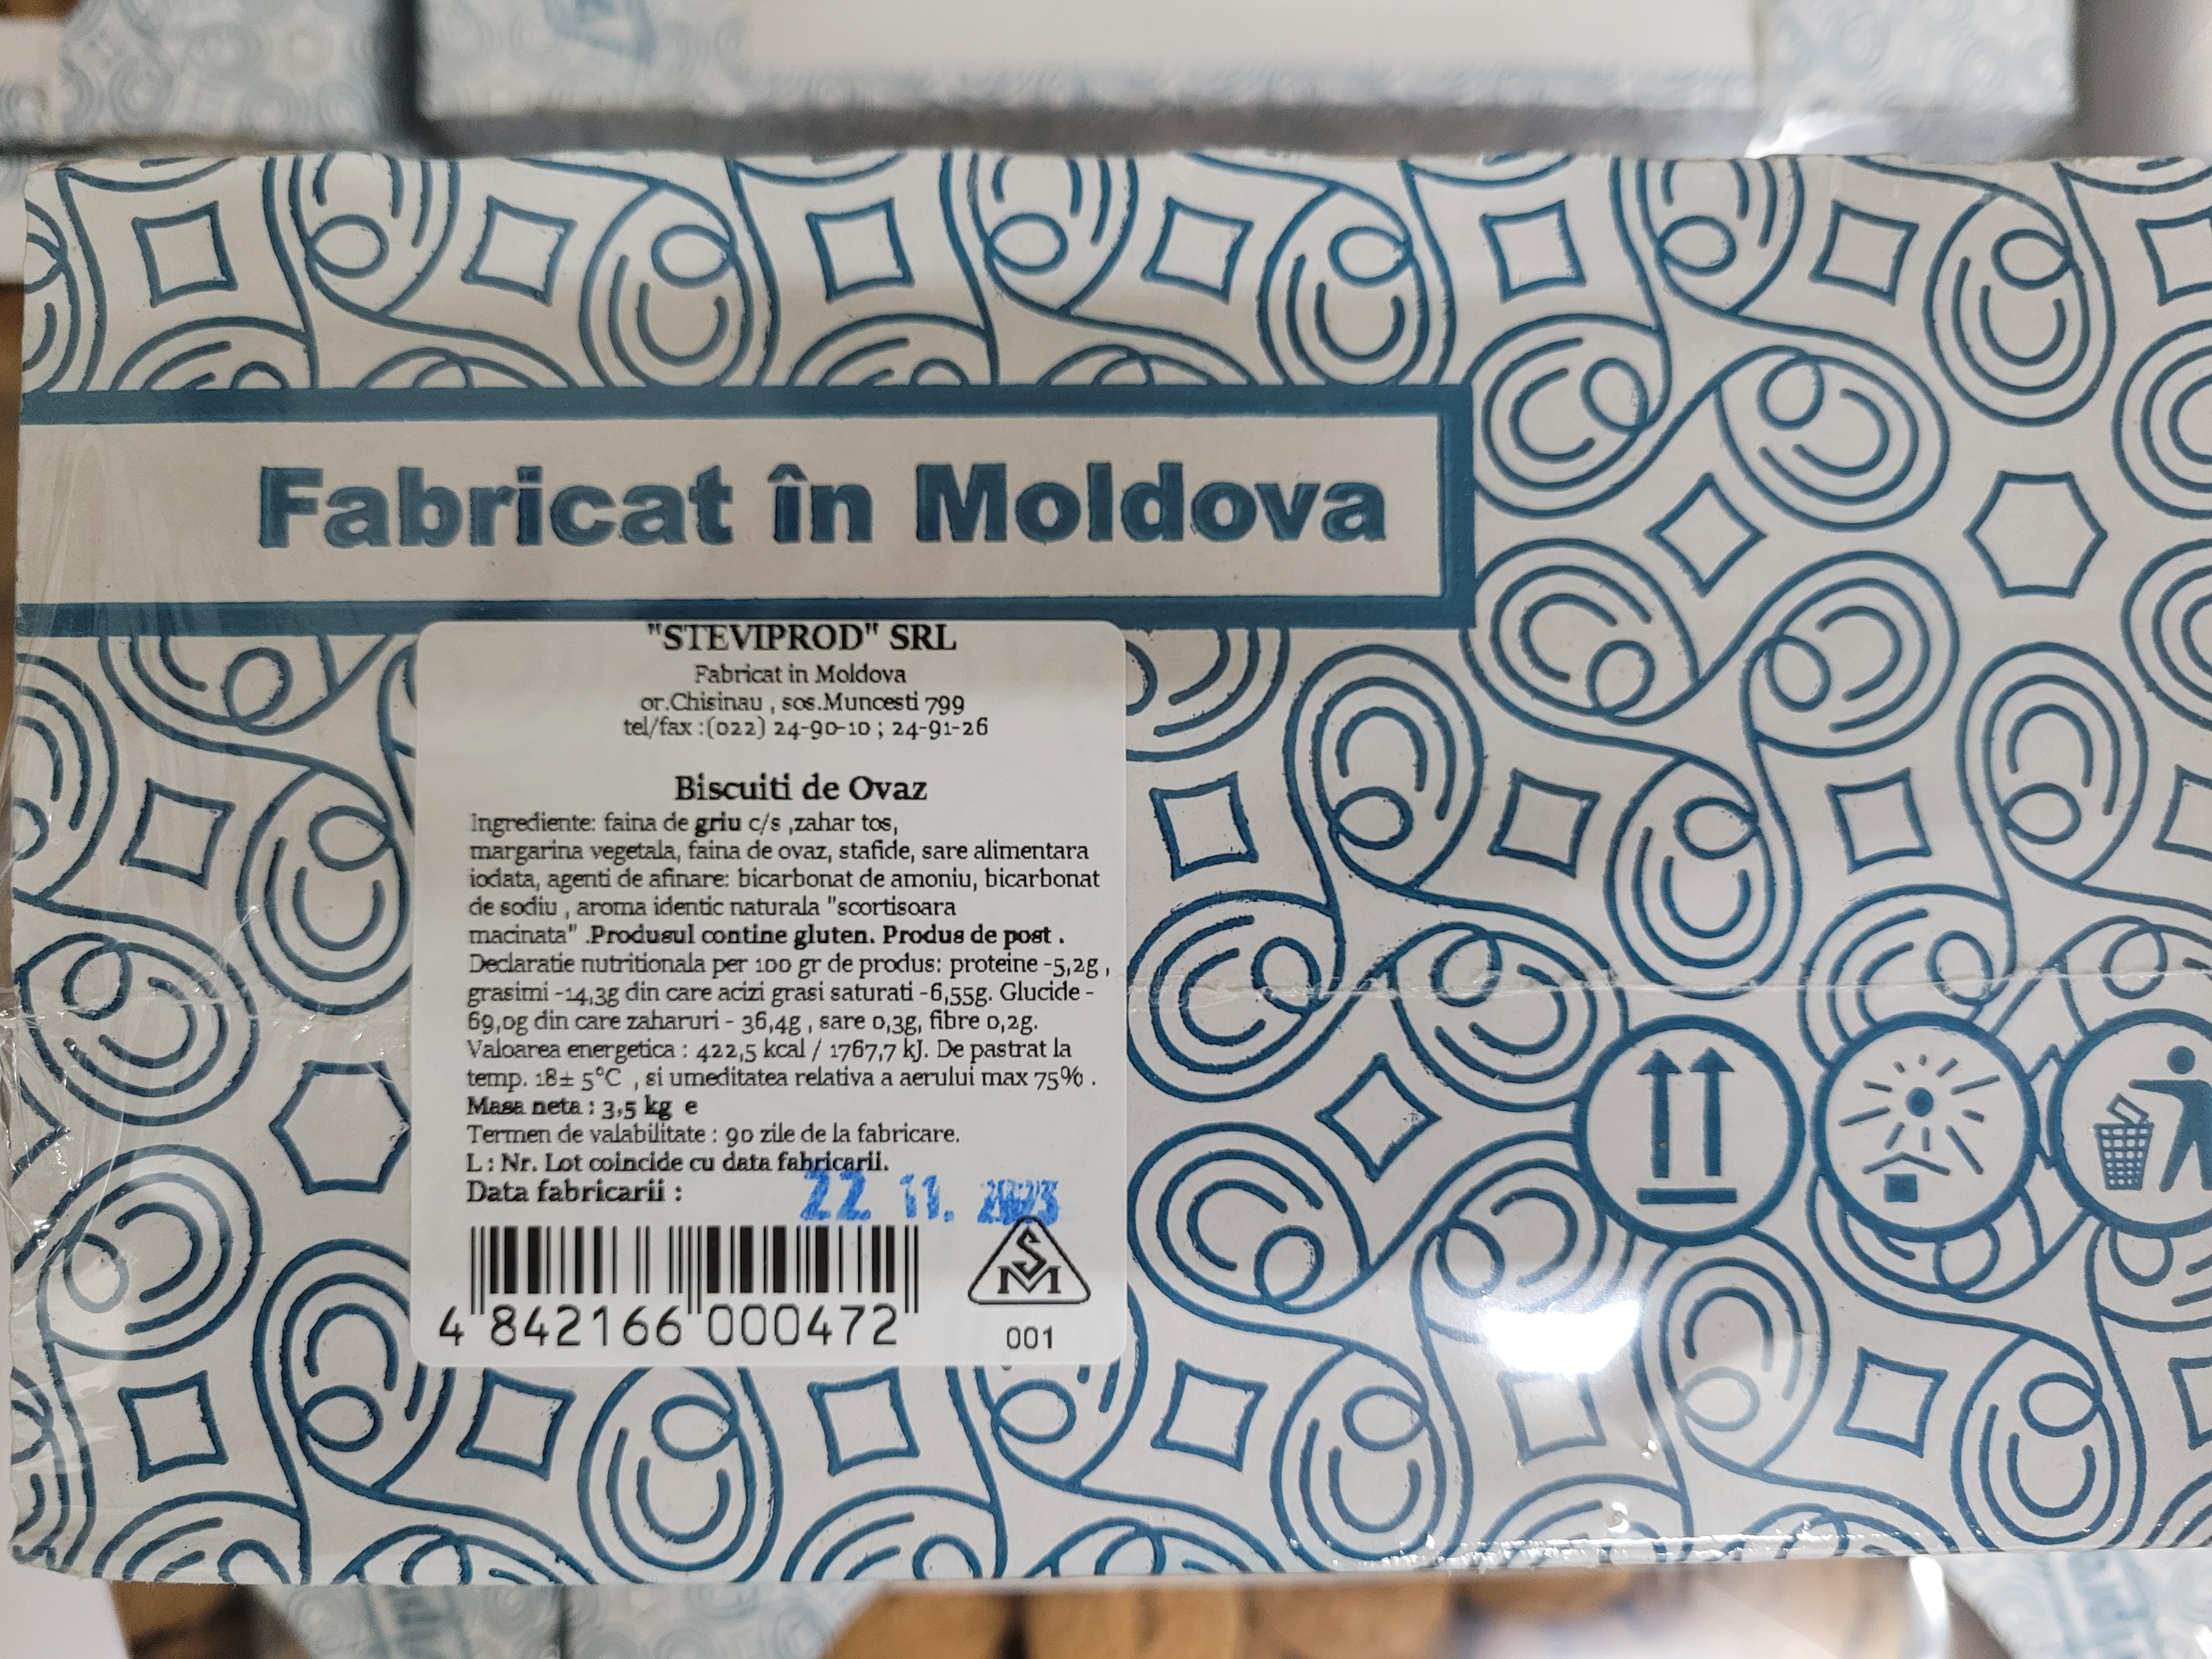 Fabricat în Moldova
"STEVIPROD" SRL
Fabricat in Moldova
or.Chisinau , sos.Muncesti 799
tel/fax :(022) 24-90-10 ; 24-91-26
Biscuiti de Ovaz
Ingrediente: faina de griu c/s ,zahar tos,
margarina vegetala, faina de ovaz, stafide, sare alimentara
iodata, agenti de afinare: bicarbonat de amoniu, bicarbonat
de sodiu , aroma identic naturala "scortisoara
macinata" .Produsul contine gluten. Produs de post .
Declaratie nutritionala per 100 gr de produs: proteine -5,2g ,
grasimi -14,3g din care acizi grasi saturati -6,55g. Glucide -
69,0g din care zaharuri - 36,4g , sare 0,3g, fibre 0,2g.
Valoarea energetica : 422,5 kcal / 1767,7 kJ. De pastrat la
temp. 18± 5°C , si umeditatea relativa a aerului max 75% .
Masa neta : 3,5 kg e
Termen de valabilitate : 90 zile de la fabricare.
L : Nr. Lot coincide cu data fabricarii.
Data fabricarii : 22. 11. 2023
4 842166 000472
SM
001